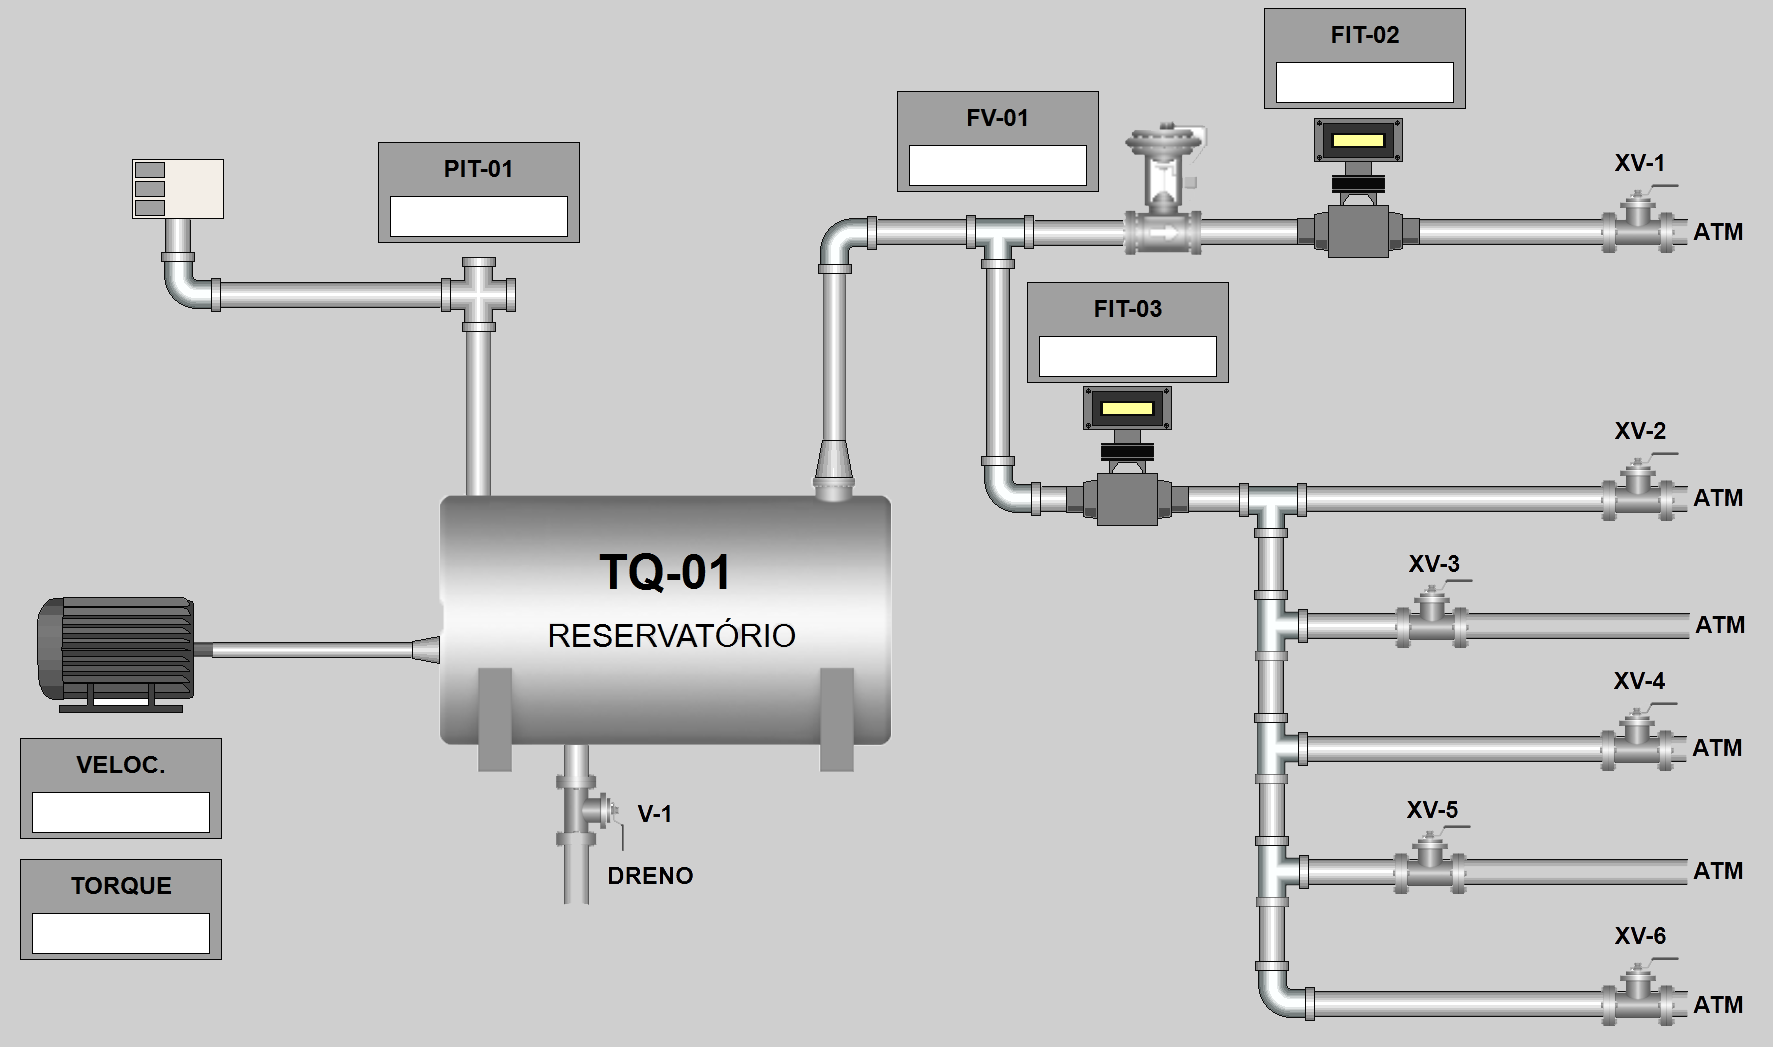 FIT-02
FV-01
PIT-01
XV-1
ATM
FIT-03
XV-2
ATM
TQ-01
RESERVATÓRIO
XV-3
ATM
XV-4
ATM
VELOC.
V-1
XV-5
DRENO
ATM
TORQUE
XV-6
ATM